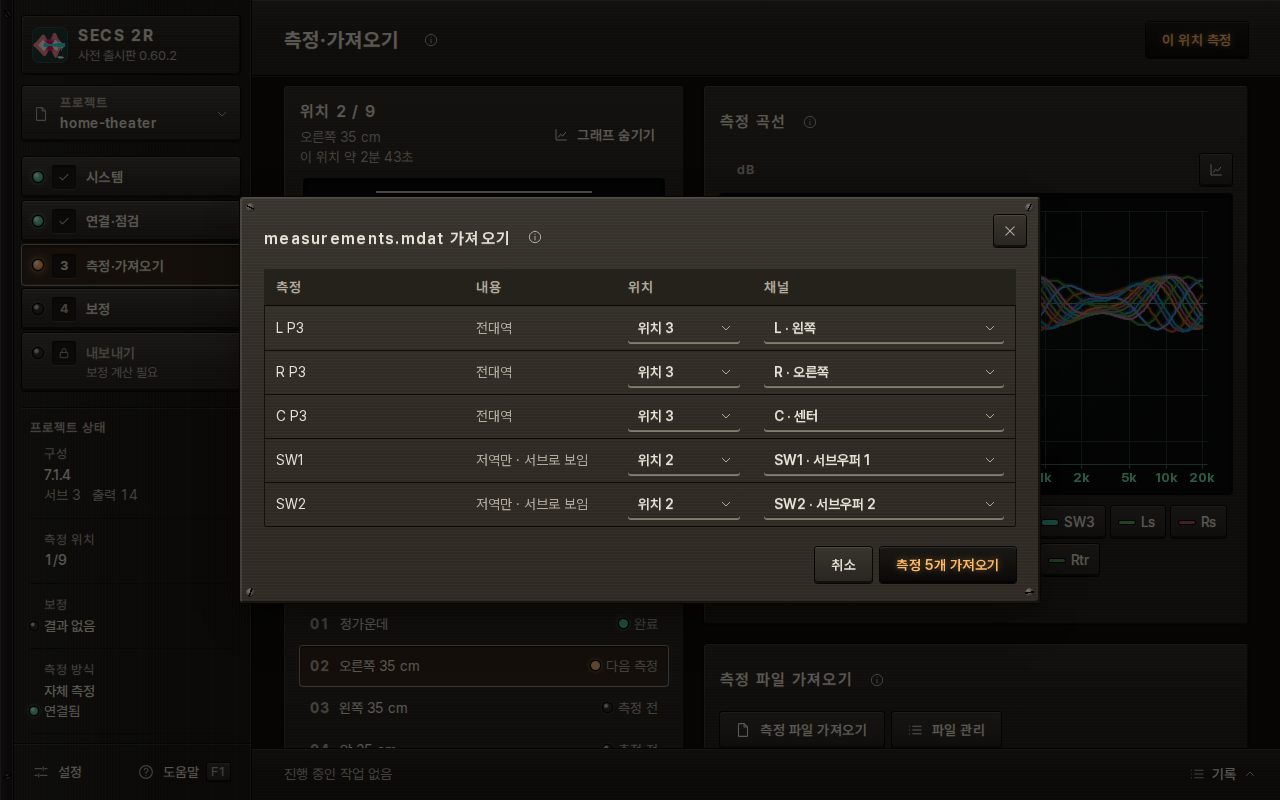 SECS 2R
사전 출시판 0.60.2
프로젝트
home-theater
시스템
연결·점검
3 측정·가져오기
4 보정
내보내기
보정 계산 필요
프로젝트 상태
구성
7.1.4
서브 3 출력 14
측정 위치
1/9
보정
결과 없음
측정 방식
자체 측정
연결됨
설정
도움말 F1
측정·가져오기
이 위치 측정
위치 2 / 9
오른쪽 35 cm
이 위치 약 2분 43초
그래프 숨기기
측정 곡선
dB
measurements.mdat 가져오기
측정 내용 위치 채널
L P3 전대역 위치 3 L · 왼쪽
R P3 전대역 위치 3 R · 오른쪽
C P3 전대역 위치 3 C · 센터
SW1 저역만 · 서브로 보임 위치 2 SW1 · 서브우퍼 1
SW2 저역만 · 서브로 보임 위치 2 SW2 · 서브우퍼 2
취소
측정 5개 가져오기
1k 2k 5k 10k 20k
SW3 Ls Rs
Rtr
01 정가운데 완료
02 오른쪽 35 cm 다음 측정
03 왼쪽 35 cm 측정 전
측정 파일 가져오기
측정 파일 가져오기
파일 관리
진행 중인 작업 없음
기록